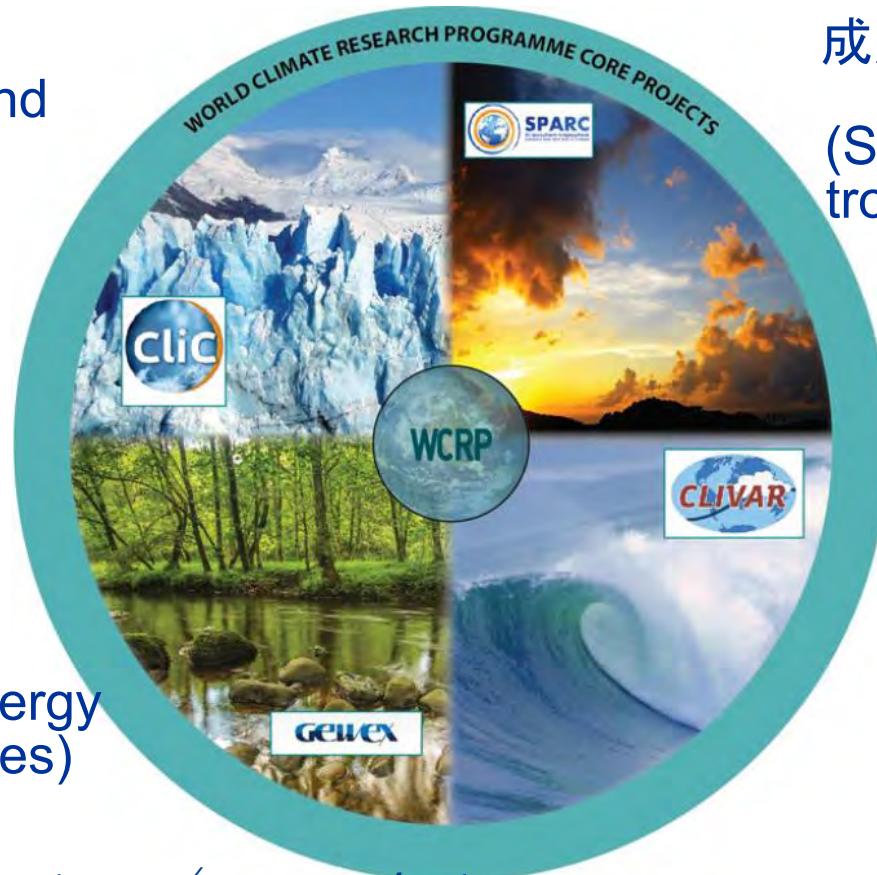 nd
WORLD CLIMATE RESEARCH PROGRAMME CORE PROJECTS
成
(S
tro
SPARC
CliC
WCRP
CLIVAR
ergy
es)
GEWEX